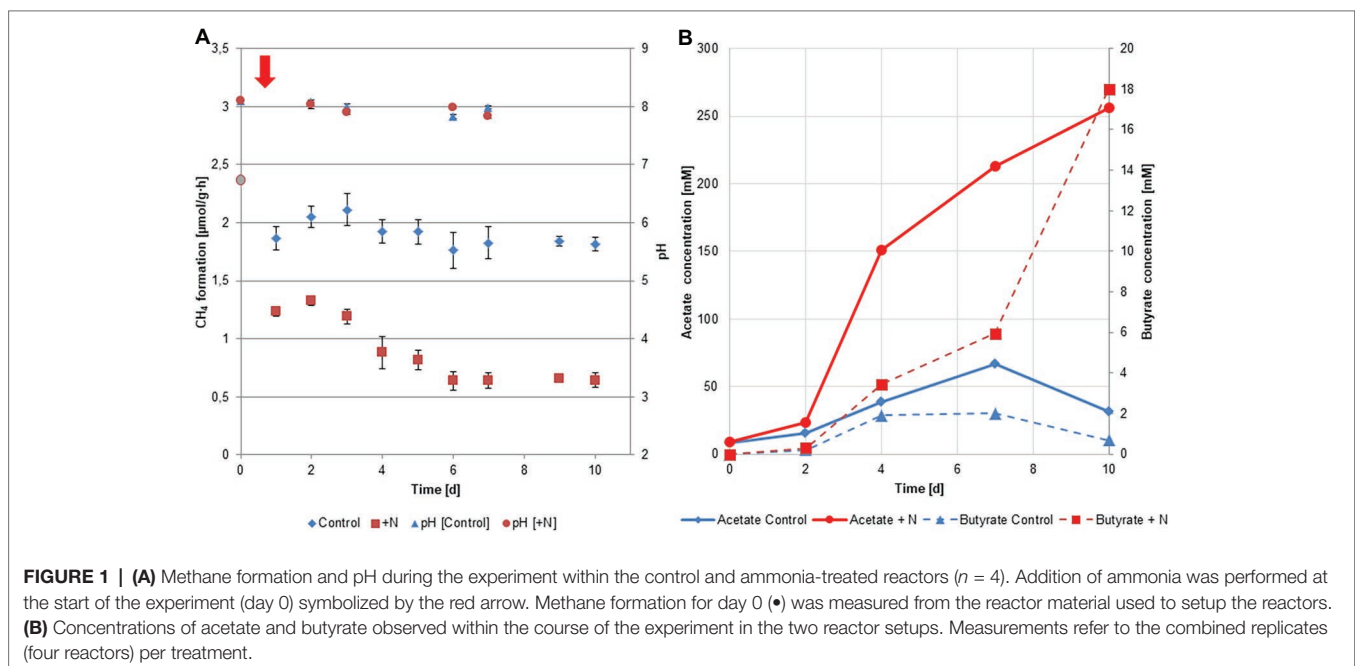 A
3,5
3
2,5
2
1,5
1
0,5
0
CH₄ formation [µmol/g·h]
9
8
7
6
5
4
3
2
pH
0 2 4 6 8 10
Time [d]
Control +N pH [Control] pH [+N]
B
300
250
200
150
100
50
0
Acetate concentration [mM]
20
18
16
14
12
10
8
6
4
2
0
Butyrate concentration [mM]
0 2 4 6 8 10
Time [d]
Acetate Control Acetate + N Butyrate Control Butyrate + N
FIGURE 1 | (A) Methane formation and pH during the experiment within the control and ammonia-treated reactors (n = 4). Addition of ammonia was performed at
the start of the experiment (day 0) symbolized by the red arrow. Methane formation for day 0 (•) was measured from the reactor material used to setup the reactors.
(B) Concentrations of acetate and butyrate observed within the course of the experiment in the two reactor setups. Measurements refer to the combined replicates
(four reactors) per treatment.